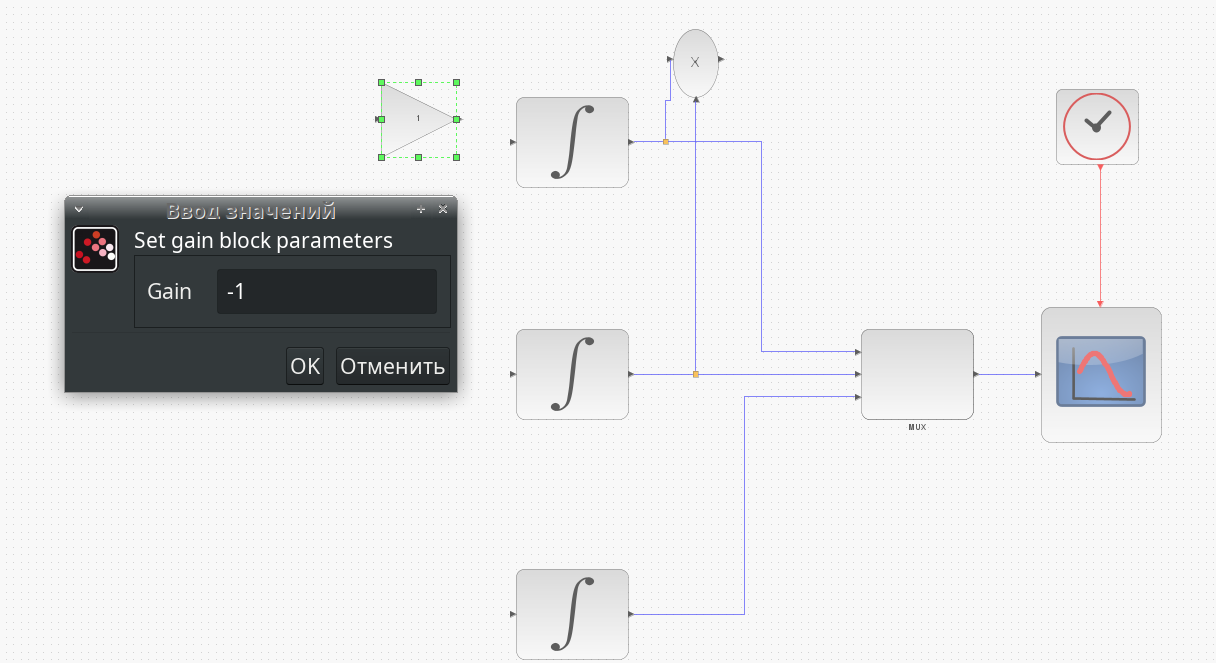 X
1
Ввод значений
Set gain block parameters
Gain -1
OK Отменить
MUX